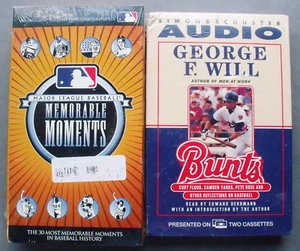 MAJOR LEAGUE BASEBALL
MEMORABLE
MOMENTS
THE 30 MOST MEMORABLE MOMENTS
IN BASEBALL HISTORY
SIMON & SCHUSTER
AUDIO
GEORGE
F. WILL
AUTHOR OF MEN AT WORK
Bunts
CURT FLOOD, CAMDEN YARDS, PETE ROSE AND
OTHER REFLECTIONS ON BASEBALL
READ BY EDWARD HERRMANN
WITH AN INTRODUCTION BY THE AUTHOR
PRESENTED ON TWO CASSETTES